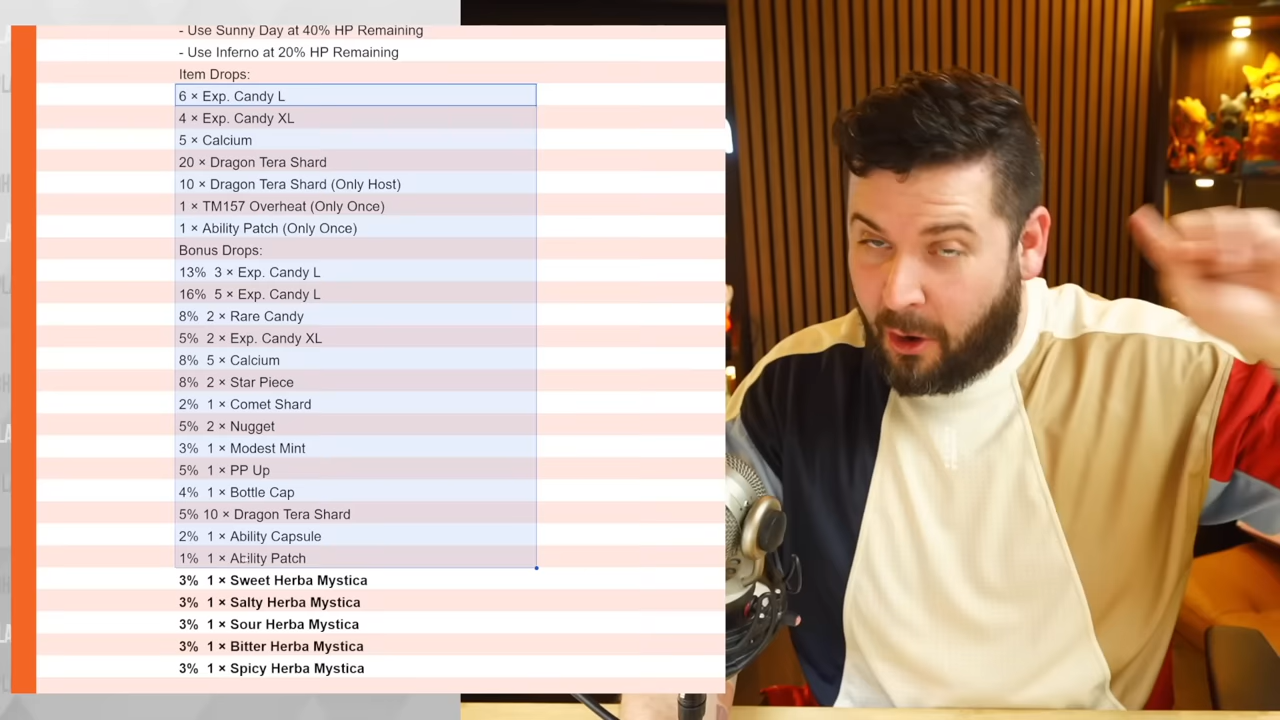 - Use Sunny Day at 40% HP Remaining
- Use Inferno at 20% HP Remaining
Item Drops:
6 × Exp. Candy L
4 × Exp. Candy XL
5 × Calcium
20 × Dragon Tera Shard
10 × Dragon Tera Shard (Only Host)
1 × TM157 Overheat (Only Once)
1 × Ability Patch (Only Once)
Bonus Drops:
13%  3 × Exp. Candy L
16%  5 × Exp. Candy L
8%  2 × Rare Candy
5%  2 × Exp. Candy XL
8%  5 × Calcium
8%  2 × Star Piece
2%  1 × Comet Shard
5%  2 × Nugget
3%  1 × Modest Mint
5%  1 × PP Up
4%  1 × Bottle Cap
5% 10 × Dragon Tera Shard
2%  1 × Ability Capsule
1%  1 × Ability Patch
3%  1 × Sweet Herba Mystica
3%  1 × Salty Herba Mystica
3%  1 × Sour Herba Mystica
3%  1 × Bitter Herba Mystica
3%  1 × Spicy Herba Mystica